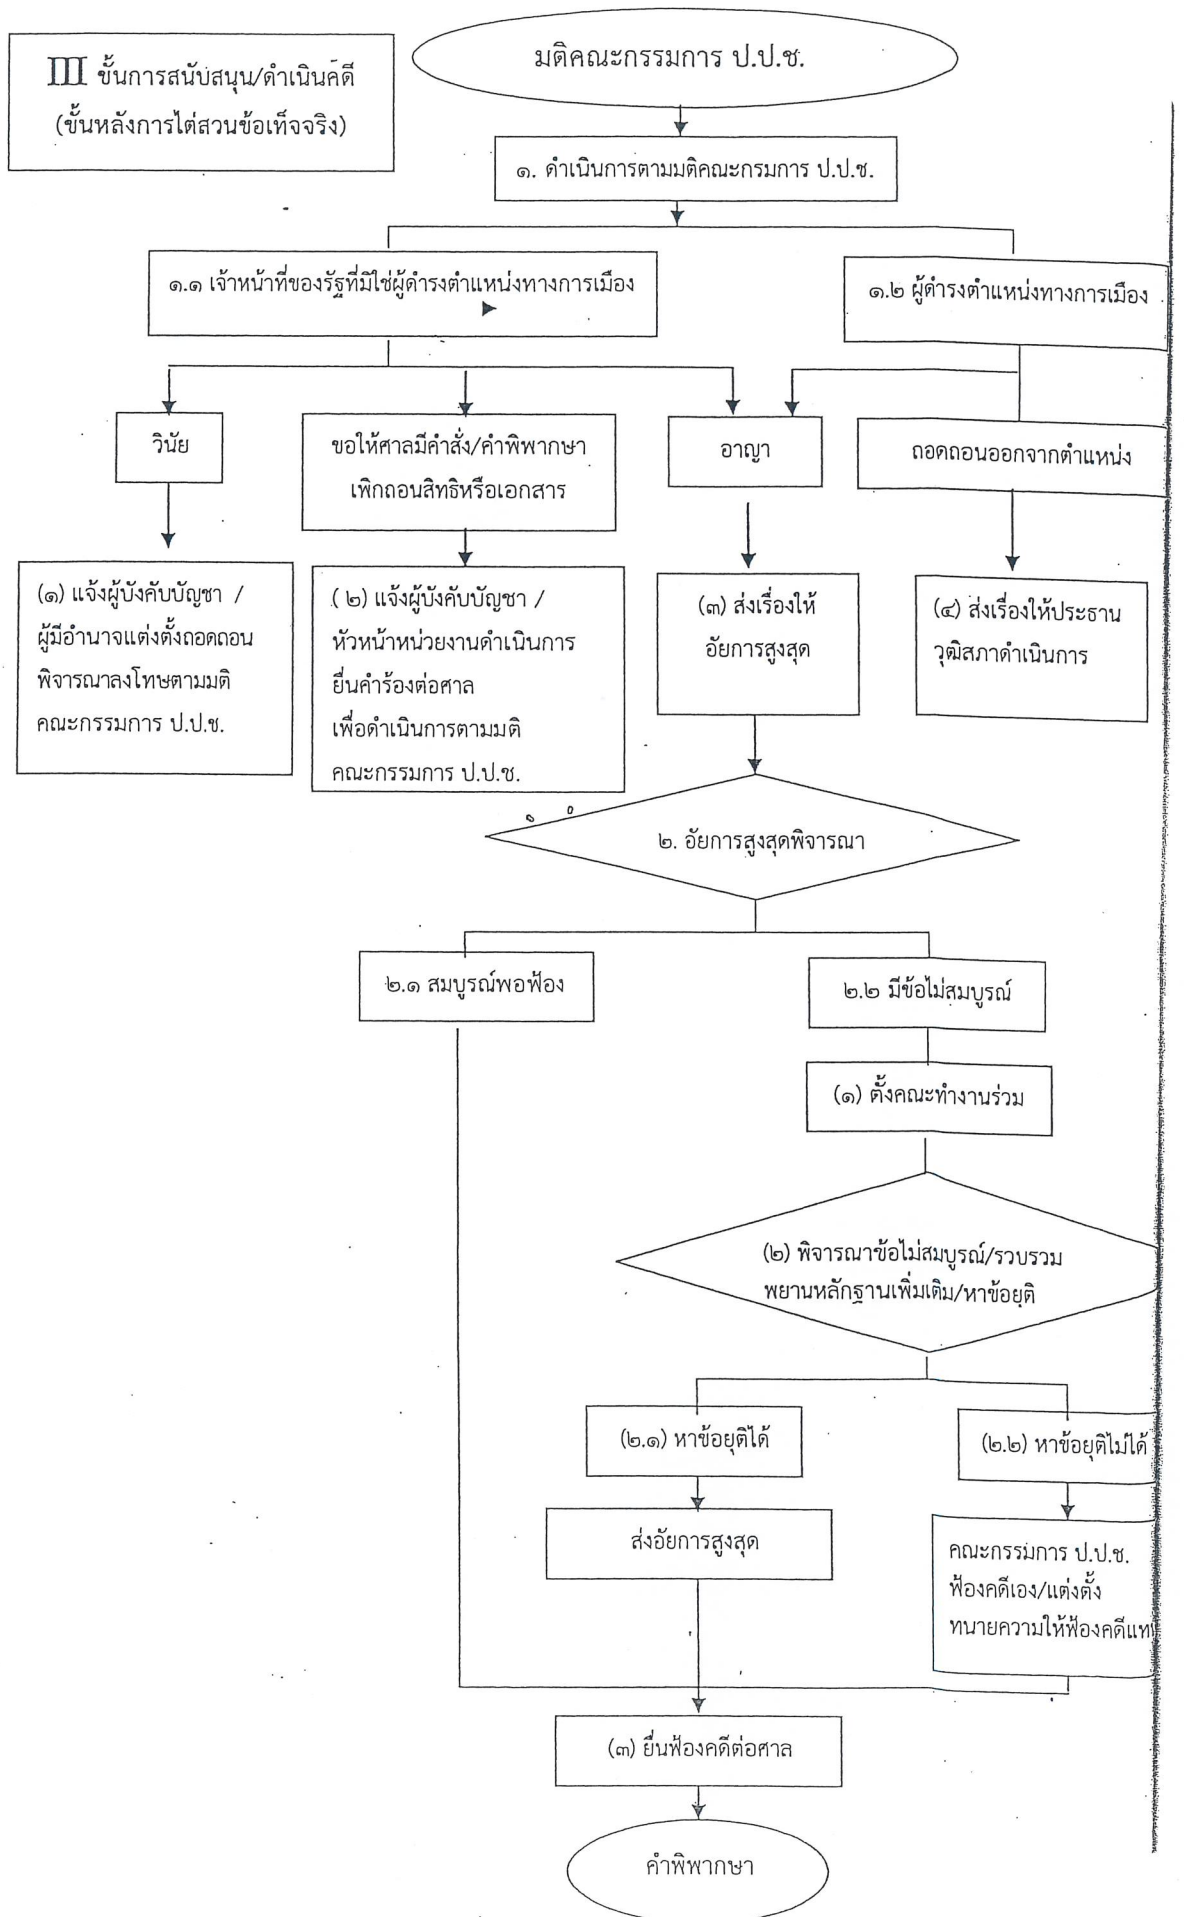 III ขั้นการสนับสนุน/ดำเนินคดี
(ขั้นหลังการไต่สวนข้อเท็จจริง)
มติคณะกรรมการ ป.ป.ช.
๑. ดำเนินการตามมติคณะกรมการ ป.ป.ช.
๑.๑ เจ้าหน้าที่ของรัฐที่มิใช่ผู้ดำรงตำแหน่งทางการเมือง
๑.๒ ผู้ดำรงตำแหน่งทางการเมือง
วินัย
ขอให้ศาลมีคำสั่ง/คำพิพากษา
เพิกถอนสิทธิหรือเอกสาร
อาญา
ถอดถอนออกจากตำแหน่ง
(๑) แจ้งผู้บังคับบัญชา /
ผู้มีอำนาจแต่งตั้งถอดถอน
พิจารณาลงโทษตามมติ
คณะกรรมการ ป.ป.ช.
(๒) แจ้งผู้บังคับบัญชา /
หัวหน้าหน่วยงานดำเนินการ
ยื่นคำร้องต่อศาล
เพื่อดำเนินการตามมติ
คณะกรรมการ ป.ป.ช.
(๓) ส่งเรื่องให้
อัยการสูงสุด
(๔) ส่งเรื่องให้ประธาน
วุฒิสภาดำเนินการ
๒. อัยการสูงสุดพิจารณา
๒.๑ สมบูรณ์พอฟ้อง
๒.๒ มีข้อไม่สมบูรณ์
(๑) ตั้งคณะทำงานร่วม
(๒) พิจารณาข้อไม่สมบูรณ์/รวบรวม
พยานหลักฐานเพิ่มเติม/หาข้อยุติ
(๒.๑) หาข้อยุติได้
(๒.๒) หาข้อยุติไม่ได้
ส่งอัยการสูงสุด
คณะกรรมการ ป.ป.ช.
ฟ้องคดีเอง/แต่งตั้ง
ทนายความให้ฟ้องคดีแท
(๓) ยื่นฟ้องคดีต่อศาล
คำพิพากษา